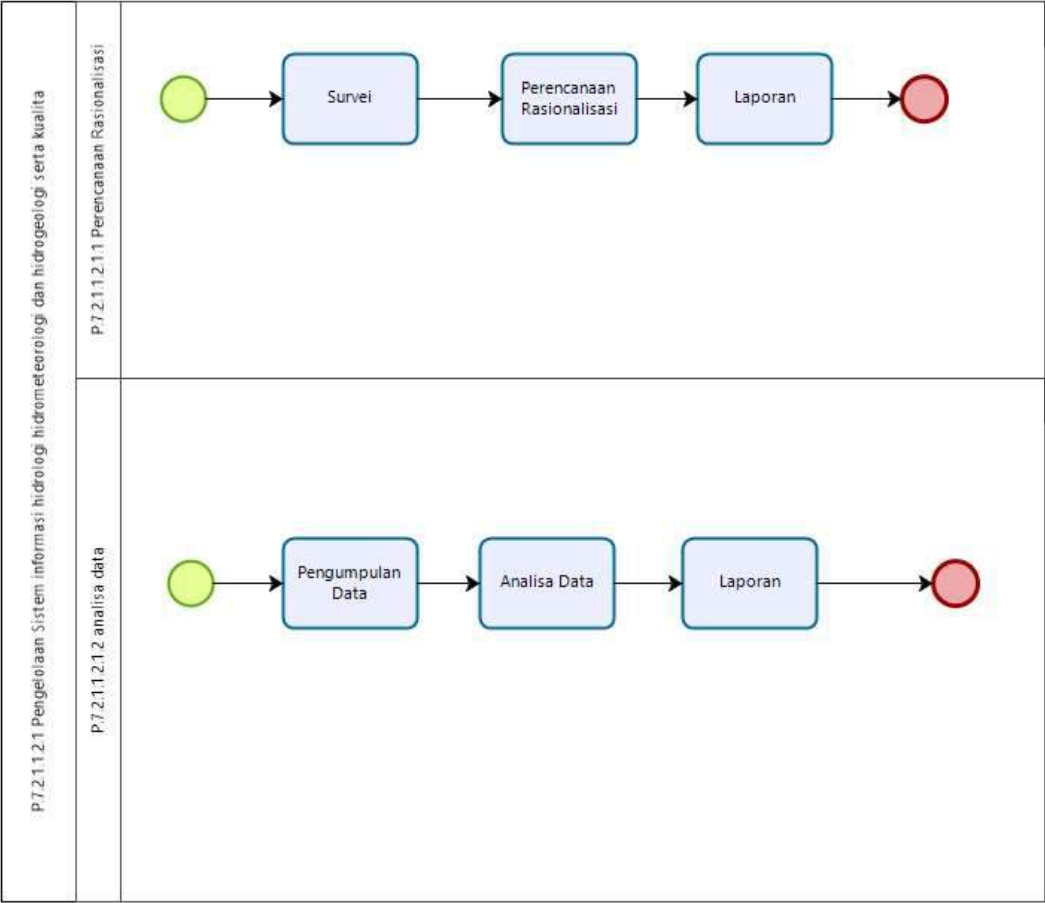 P.7.2.1.1.2.1 Pengelolaan Sistem informasi hidrologi hidrometeorologi dan hidrogeologi serta kualita
P.7.2.1.1.2.1.1 Perencanaan Rasionalisasi
Survei
Perencanaan
Rasionalisasi
Laporan
P.7.2.1.1.2.1.2 analisa data
Pengumpulan
Data
Analisa Data
Laporan